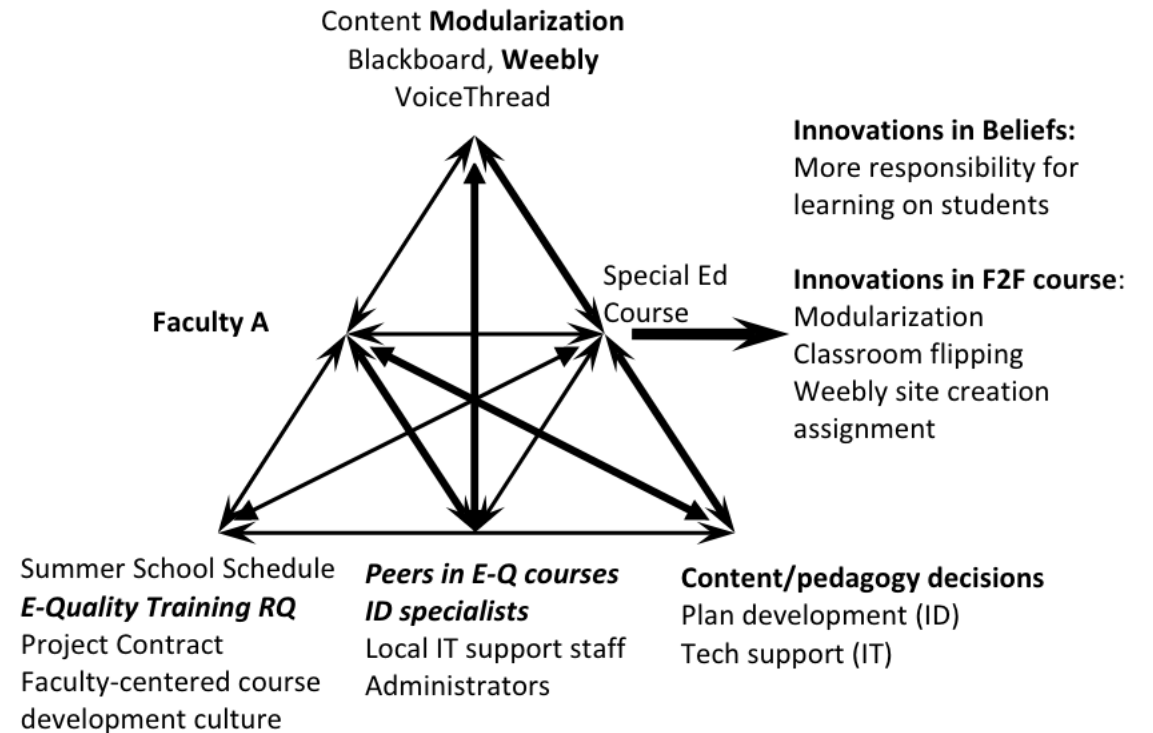 Content Modularization
Blackboard, Weebly
VoiceThread
Innovations in Beliefs:
More responsibility for
learning on students
Special Ed
Course
Faculty A
Innovations in F2F course:
Modularization
Classroom flipping
Weebly site creation
assignment
Summer School Schedule
E-Quality Training RQ
Project Contract
Faculty-centered course
development culture
Peers in E-Q courses
ID specialists
Local IT support staff
Administrators
Content/pedagogy decisions
Plan development (ID)
Tech support (IT)